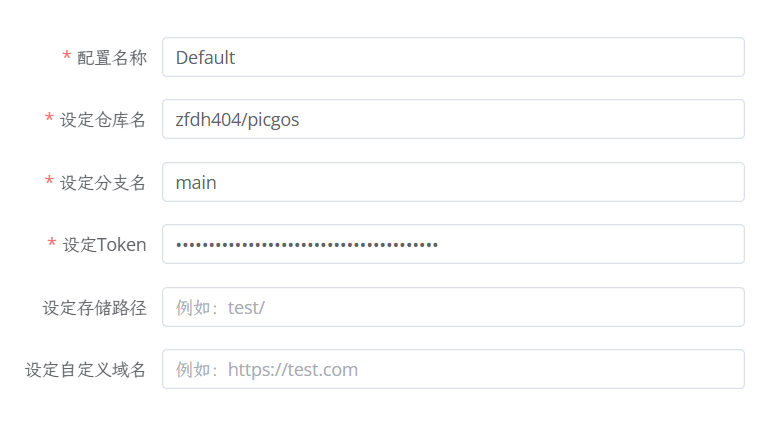 * 配置名称 Default
* 设定仓库名 zfdh404/picgos
* 设定分支名 main
* 设定Token ••••••••••••••••••••••••••••••••••••••••
设定存储路径 例如：test/
设定自定义域名 例如：https://test.com